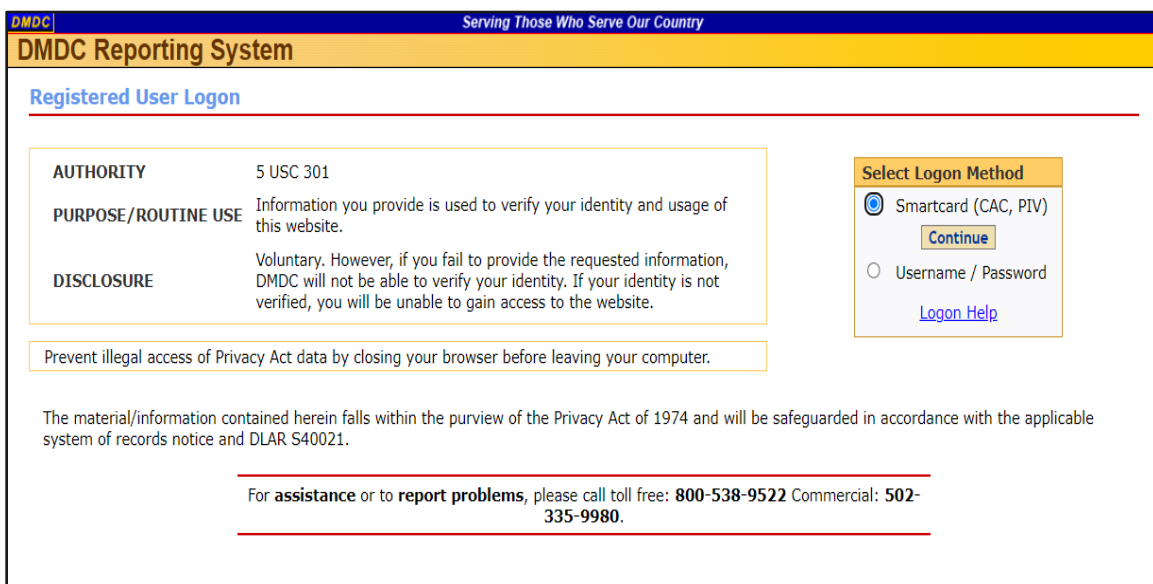 DMDC
Serving Those Who Serve Our Country
DMDC Reporting System
Registered User Logon
AUTHORITY 5 USC 301
PURPOSE/ROUTINE USE Information you provide is used to verify your identity and usage of
this website.
DISCLOSURE Voluntary. However, if you fail to provide the requested information,
DMDC will not be able to verify your identity. If your identity is not
verified, you will be unable to gain access to the website.
Prevent illegal access of Privacy Act data by closing your browser before leaving your computer.
Select Logon Method
Smartcard (CAC, PIV)
Continue
Username / Password
Logon Help
The material/information contained herein falls within the purview of the Privacy Act of 1974 and will be safeguarded in accordance with the applicable
system of records notice and DLAR S40021.
For assistance or to report problems, please call toll free: 800-538-9522 Commercial: 502-
335-9980.